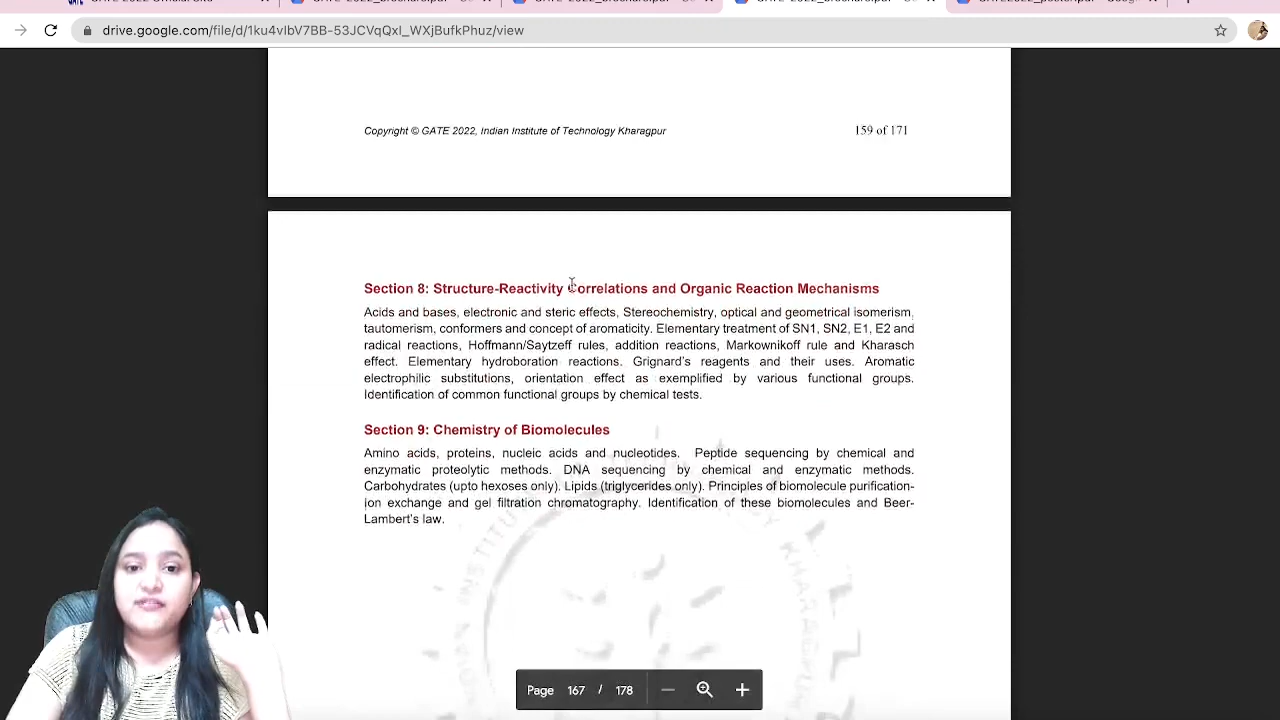 drive.google.com/file/d/1ku4vIbV7BB-53JCVqQxI_WXjBufkPhuz/view
Copyright © GATE 2022, Indian Institute of Technology Kharagpur 159 of 171
Section 8: Structure-Reactivity Correlations and Organic Reaction Mechanisms
Acids and bases, electronic and steric effects, Stereochemistry, optical and geometrical isomerism,
tautomerism, conformers and concept of aromaticity. Elementary treatment of SN1, SN2, E1, E2 and
radical reactions, Hoffmann/Saytzeff rules, addition reactions, Markownikoff rule and Kharasch
effect. Elementary hydroboration reactions. Grignard's reagents and their uses. Aromatic
electrophilic substitutions, orientation effect as exemplified by various functional groups.
Identification of common functional groups by chemical tests.
Section 9: Chemistry of Biomolecules
Amino acids, proteins, nucleic acids and nucleotides. Peptide sequencing by chemical and
enzymatic proteolytic methods. DNA sequencing by chemical and enzymatic methods.
Carbohydrates (upto hexoses only). Lipids (triglycerides only). Principles of biomolecule purification-
ion exchange and gel filtration chromatography. Identification of these biomolecules and Beer-
Lambert's law.
Page 167 / 178